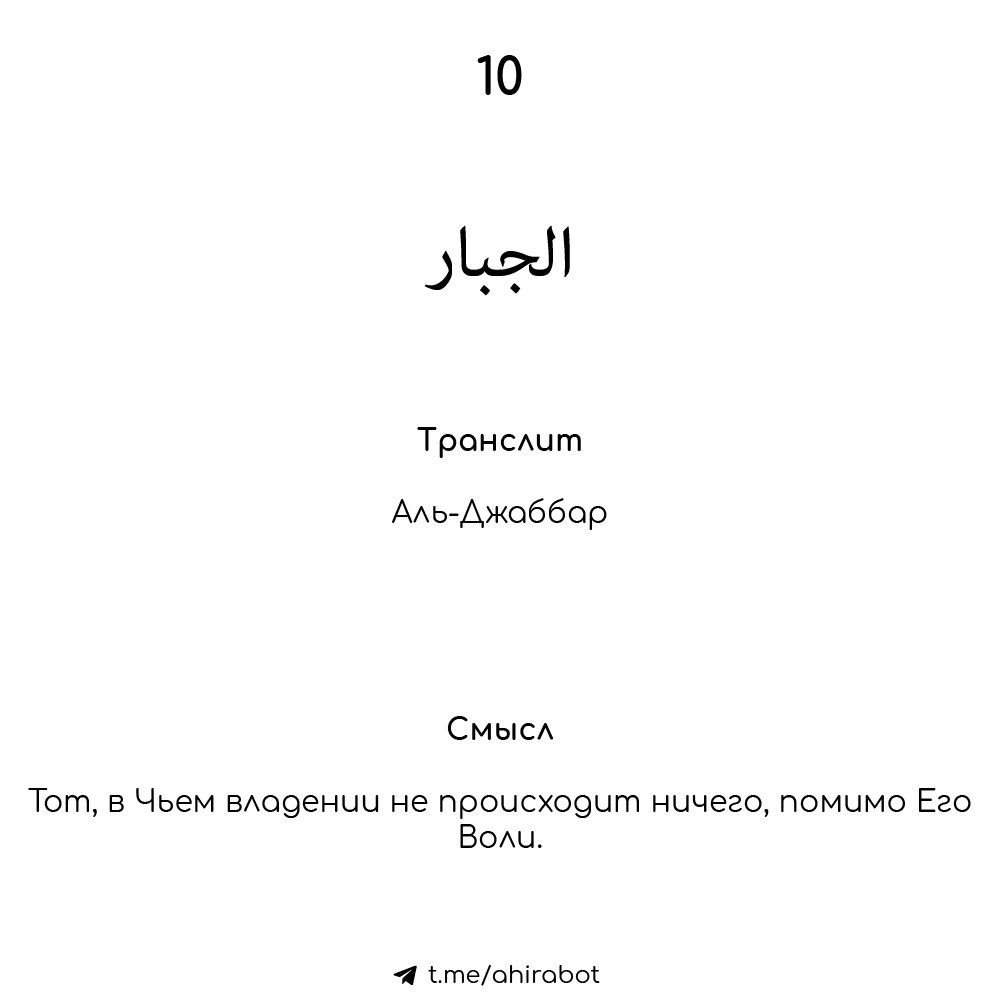 10
الجبار
Транслит
Аль-Джаббар
Смысл
Тот, в Чьем владении не происходит ничего, помимо Его
Воли.
t.me/ahirabot